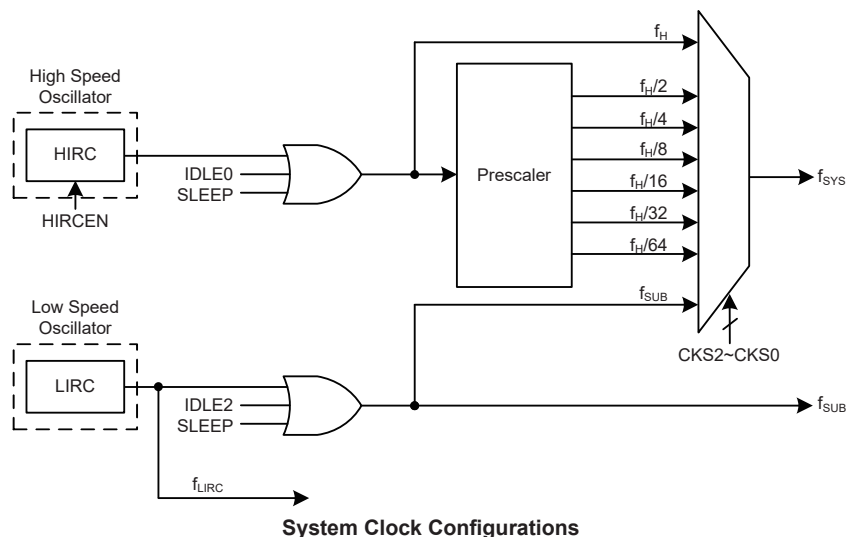 High Speed
Oscillator
HIRC
HIRCEN
IDLE0
SLEEP
Prescaler
fH
fH/2
fH/4
fH/8
fH/16
fH/32
fH/64
fSUB
fSYS
CKS2~CKS0
Low Speed
Oscillator
LIRC
IDLE2
SLEEP
fSUB
fLIRC
System Clock Configurations